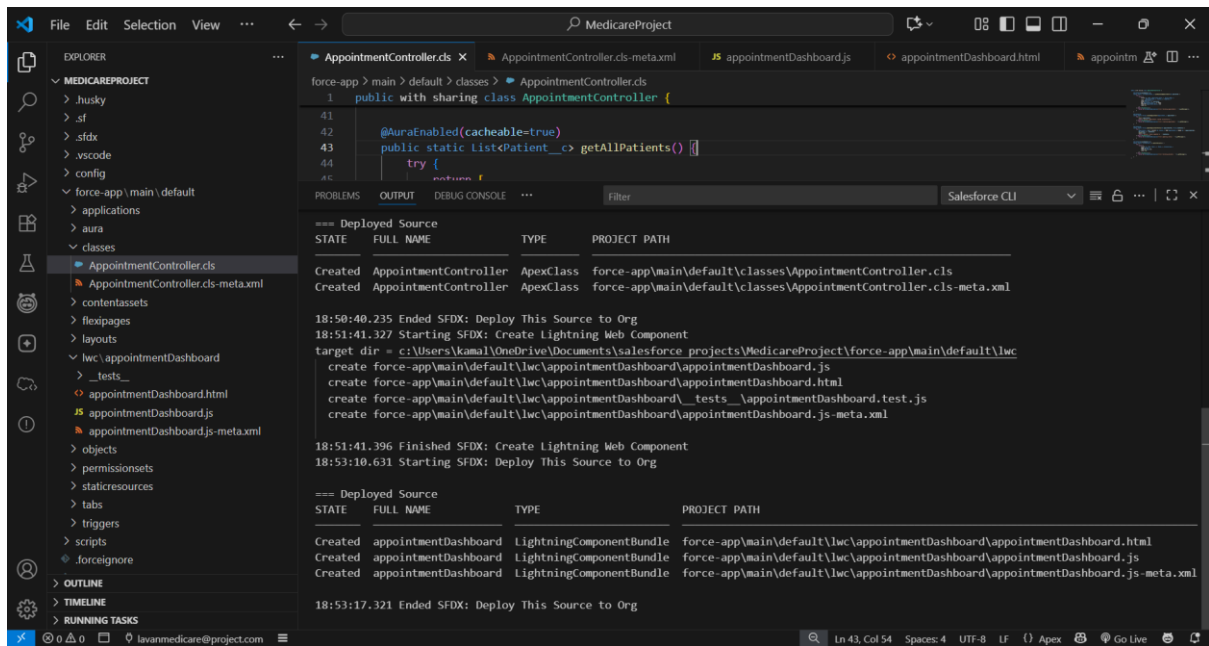 File Edit Selection View ··· MedicareProject
EXPLORER ···
MEDICAREPROJECT
.husky
.sf
.sfdx
.vscode
config
force-app\main\default
applications
aura
classes
AppointmentController.cls
AppointmentController.cls-meta.xml
contentassets
flexipages
layouts
lwc\appointmentDashboard
__tests__
appointmentDashboard.html
JS appointmentDashboard.js
appointmentDashboard.js-meta.xml
objects
permissionsets
staticresources
tabs
triggers
scripts
.forceignore
OUTLINE
TIMELINE
RUNNING TASKS
AppointmentController.cls AppointmentController.cls-meta.xml JS appointmentDashboard.js appointmentDashboard.html appointm ···
force-app > main > default > classes > AppointmentController.cls
1 public with sharing class AppointmentController {
41
42 @AuraEnabled(cacheable=true)
43 public static List<Patient__c> getAllPatients() {
44 try {
45 return [
PROBLEMS OUTPUT DEBUG CONSOLE ··· Filter Salesforce CLI ···
=== Deployed Source
STATE FULL NAME TYPE PROJECT PATH
Created AppointmentController ApexClass force-app\main\default\classes\AppointmentController.cls
Created AppointmentController ApexClass force-app\main\default\classes\AppointmentController.cls-meta.xml
18:50:40.235 Ended SFDX: Deploy This Source to Org
18:51:41.327 Starting SFDX: Create Lightning Web Component
target dir = c:\Users\kamal\OneDrive\Documents\salesforce projects\MedicareProject\force-app\main\default\lwc
create force-app\main\default\lwc\appointmentDashboard\appointmentDashboard.js
create force-app\main\default\lwc\appointmentDashboard\appointmentDashboard.html
create force-app\main\default\lwc\appointmentDashboard\__tests__\appointmentDashboard.test.js
create force-app\main\default\lwc\appointmentDashboard\appointmentDashboard.js-meta.xml
18:51:41.396 Finished SFDX: Create Lightning Web Component
18:53:10.631 Starting SFDX: Deploy This Source to Org
=== Deployed Source
STATE FULL NAME TYPE PROJECT PATH
Created appointmentDashboard LightningComponentBundle force-app\main\default\lwc\appointmentDashboard\appointmentDashboard.html
Created appointmentDashboard LightningComponentBundle force-app\main\default\lwc\appointmentDashboard\appointmentDashboard.js
Created appointmentDashboard LightningComponentBundle force-app\main\default\lwc\appointmentDashboard\appointmentDashboard.js-meta.xml
18:53:17.321 Ended SFDX: Deploy This Source to Org
0 0 lavanmedicare@project.com Ln 43, Col 54 Spaces: 4 UTF-8 LF {} Apex Go Live